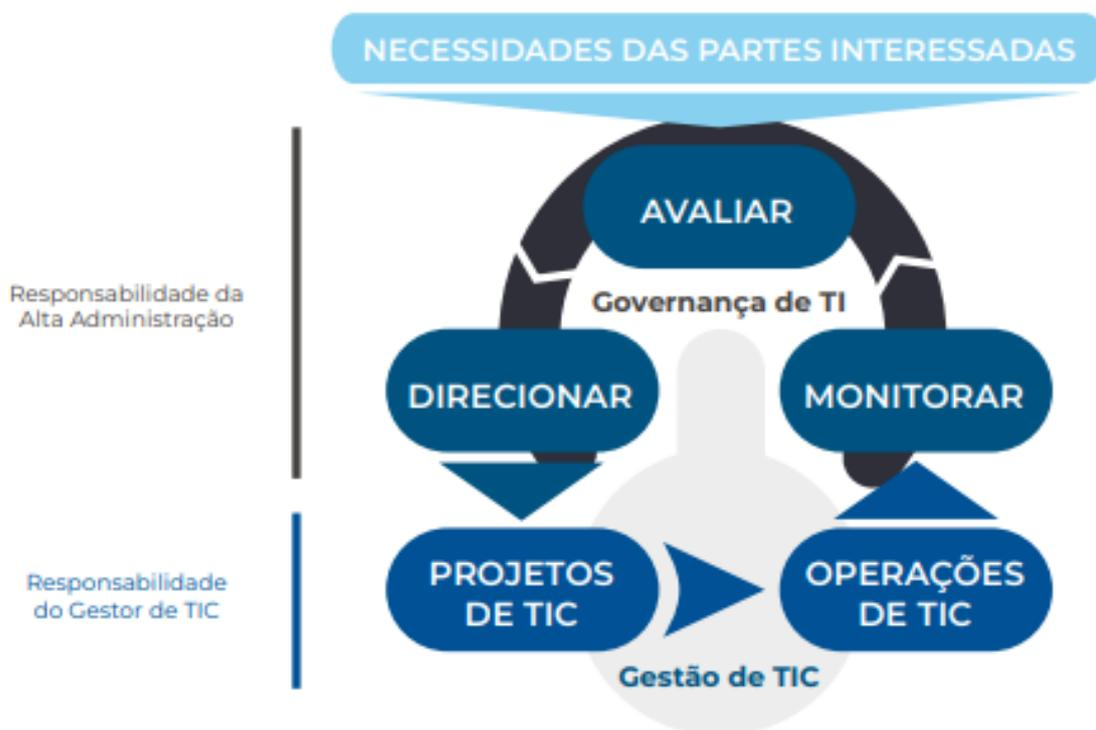 NECESSIDADES DAS PARTES INTERESSADAS
AVALIAR
Responsabilidade da
Alta Administração
Governança de TI
DIRECIONAR
MONITORAR
Responsabilidade
do Gestor de TIC
PROJETOS
DE TIC
OPERAÇÕES
DE TIC
Gestão de TIC